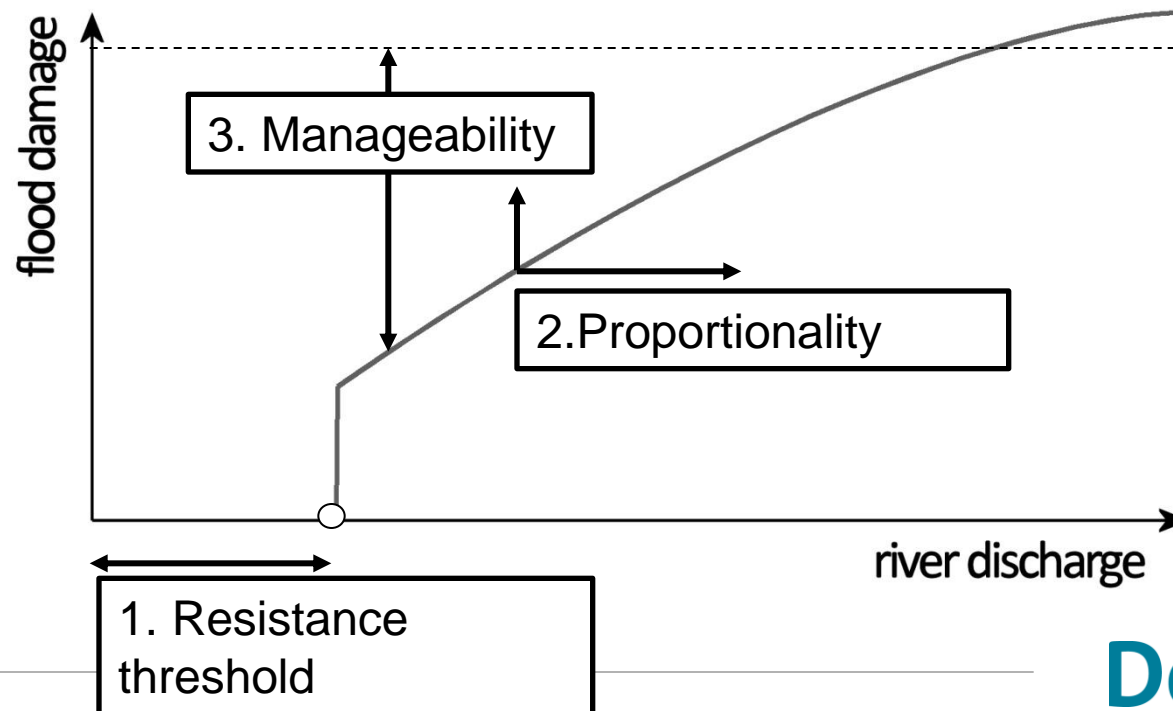 flood damage
3. Manageability
2.Proportionality
river discharge
1. Resistance
threshold